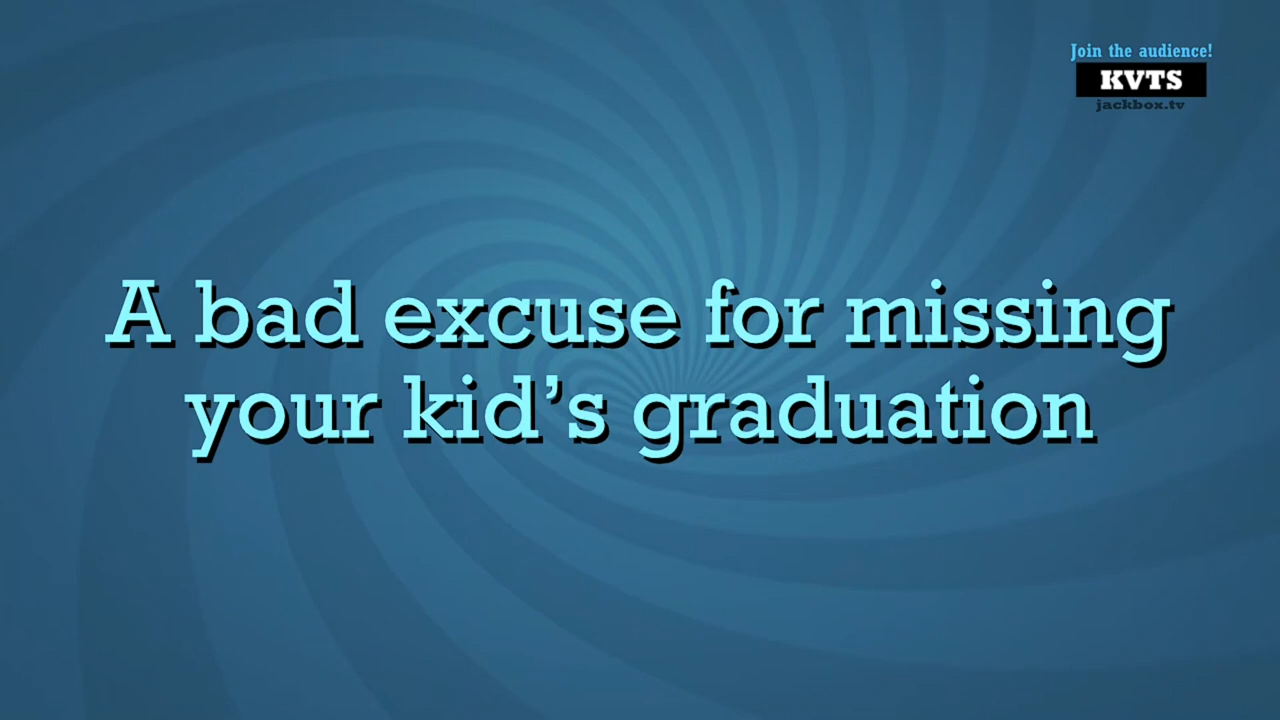 Join the audience!
KVTS
jackbox.tv
A bad excuse for missing
your kid’s graduation